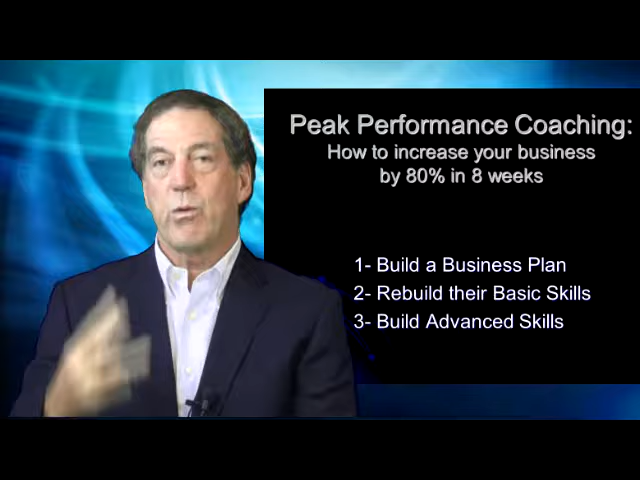 Peak Performance Coaching:
How to increase your business
by 80% in 8 weeks
1- Build a Business Plan
2- Rebuild their Basic Skills
3- Build Advanced Skills